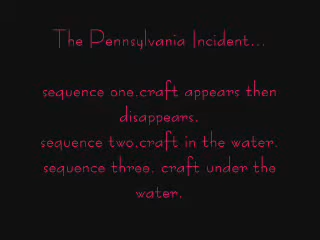 The Pennsylvania Incident...
sequence one.craft appears then
disappears.
sequence two.craft in the water.
sequence three. craft under the
water.